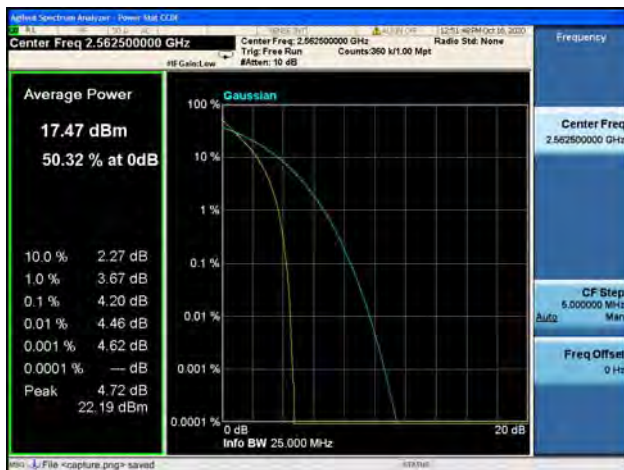 Agilent Spectrum Analyzer - Power Stat CCDF
Center Freq 2.562500000 GHz
Center Freq: 2.562500000 GHz
Radio Std: None
Trig: Free Run
Counts:360 k/1.00 Mpt
#IFGain:Low
#Atten: 10 dB
12:51:48 PM Oct 16, 2020
Frequency
Average Power
17.47 dBm
50.32 % at 0dB
10.0 % 2.27 dB
1.0 % 3.67 dB
0.1 % 4.20 dB
0.01 % 4.46 dB
0.001 % 4.62 dB
0.0001 % --- dB
Peak 4.72 dB
22.19 dBm
Gaussian
100 %
10 %
1 %
0.1 %
0.01 %
0.001 %
0.0001 %
0 dB
20 dB
Info BW 25.000 MHz
Center Freq
2.562500000 GHz
CF Step
5.000000 MHz
Auto Man
Freq Offset
0 Hz
MSG File <capture.png> saved
STATUS